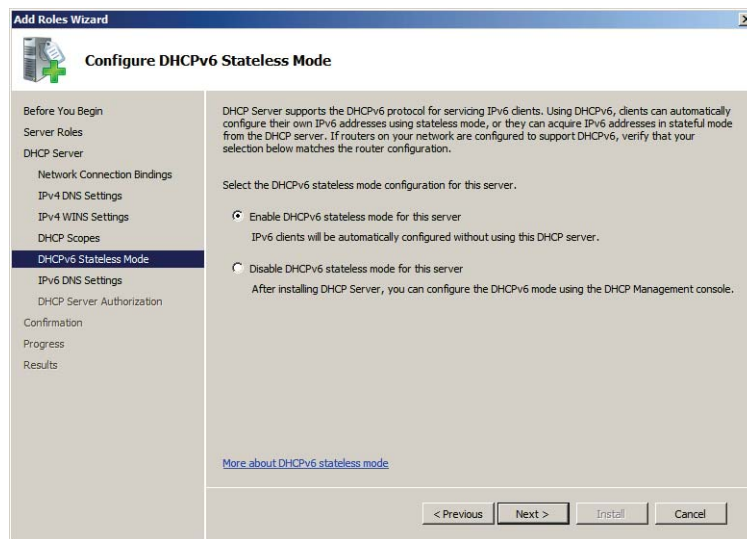 Add Roles Wizard
Configure DHCPv6 Stateless Mode
Before You Begin
Server Roles
DHCP Server
Network Connection Bindings
IPv4 DNS Settings
IPv4 WINS Settings
DHCP Scopes
DHCPv6 Stateless Mode
IPv6 DNS Settings
DHCP Server Authorization
Confirmation
Progress
Results
DHCP Server supports the DHCPv6 protocol for servicing IPv6 clients. Using DHCPv6, clients can automatically
configure their own IPv6 addresses using stateless mode, or they can acquire IPv6 addresses in stateful mode
from the DHCP server. If routers on your network are configured to support DHCPv6, verify that your
selection below matches the router configuration.
Select the DHCPv6 stateless mode configuration for this server.
Enable DHCPv6 stateless mode for this server
IPv6 clients will be automatically configured without using this DHCP server.
Disable DHCPv6 stateless mode for this server
After installing DHCP Server, you can configure the DHCPv6 mode using the DHCP Management console.
More about DHCPv6 stateless mode
< Previous
Next >
Install
Cancel